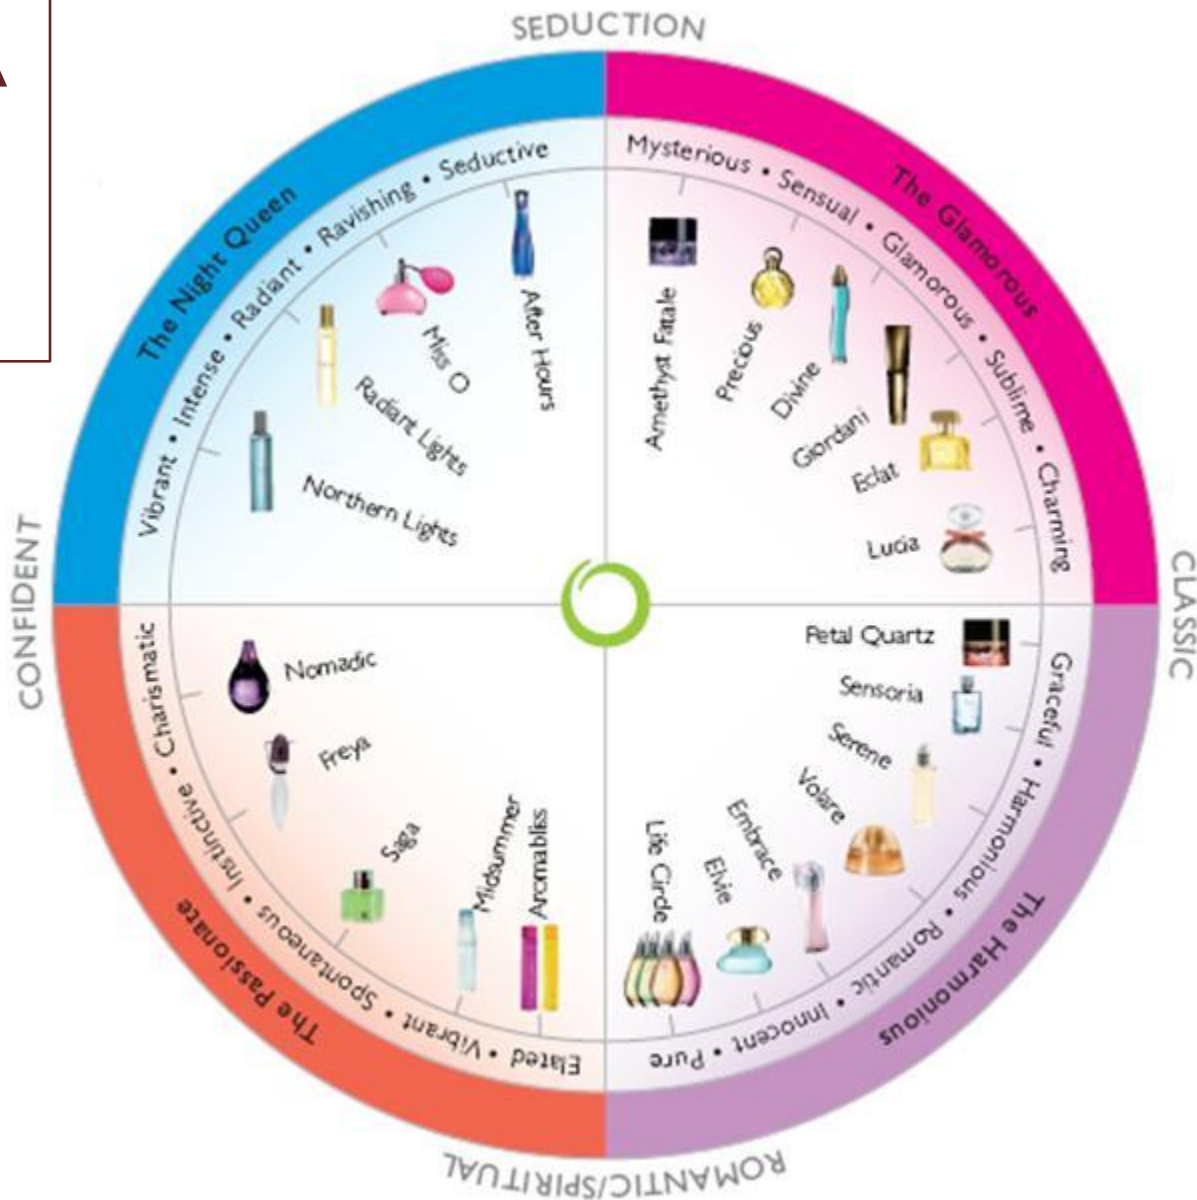 SEDUCTION
The Night Queen
Vibrant • Intense • Radiant • Ravishing • Seductive
Northern Lights
Radiant Lights
Miss O
After Hours
The Glamorous
Mysterious • Sensual • Glamorous • Sublime • Charming
Amethyst Fatale
Precious
Divine
Giordani
Eclat
Lucia
CLASSIC
The Harmonious
Graceful • Harmonious • Romantic • Innocent • Pure
Petal Quartz
Sensoria
Serene
Volare
Embrace
Elvie
Life Circle
ROMANTIC/SPIRITUAL
The Passionate
Elated • Vibrant • Spontaneous • Instinctive • Charismatic
Aromabliss
Midsummer
Saga
Freya
Nomadic
CONFIDENT